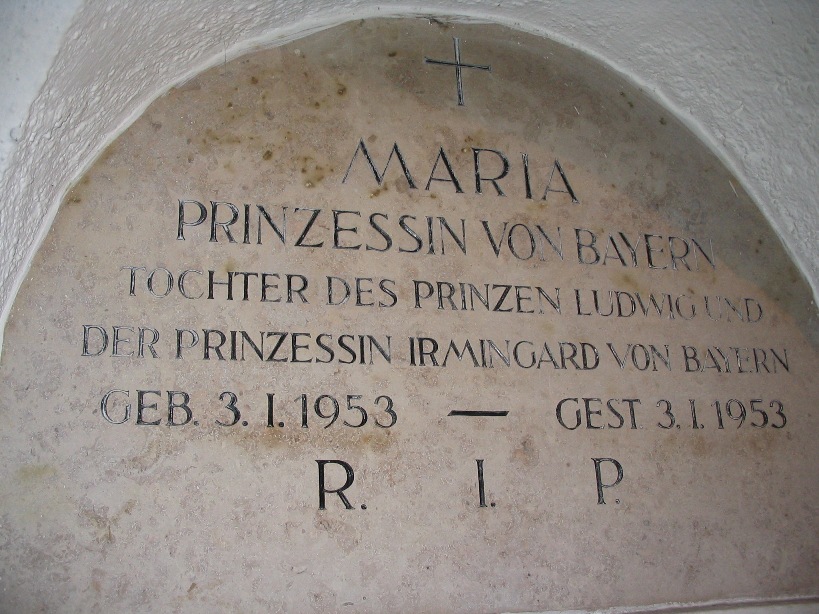 MARIA
PRINZESSIN VON BAYERN
TOCHTER DES PRINZEN LUDWIG UND
DER PRINZESSIN IRMINGARD VON BAYERN
GEB. 3. I. 1953 — GEST. 3. I. 1953
R. I. P.